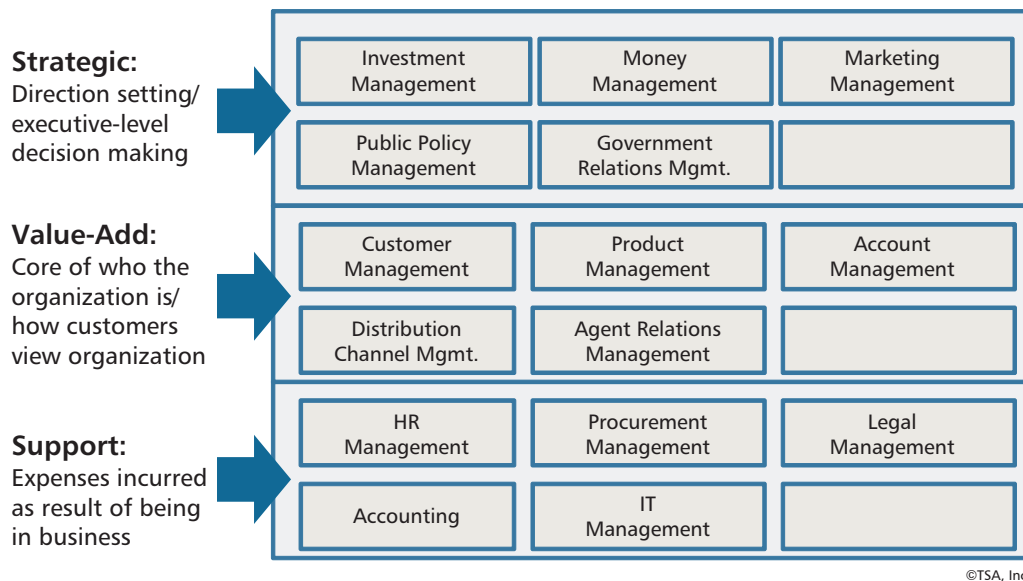 Strategic:
Direction setting/
executive-level
decision making
Investment
Management
Money
Management
Marketing
Management
Public Policy
Management
Government
Relations Mgmt.
Value-Add:
Core of who the
organization is/
how customers
view organization
Customer
Management
Product
Management
Account
Management
Distribution
Channel Mgmt.
Agent Relations
Management
Support:
Expenses incurred
as result of being
in business
HR
Management
Procurement
Management
Legal
Management
Accounting
IT
Management
©TSA, Inc